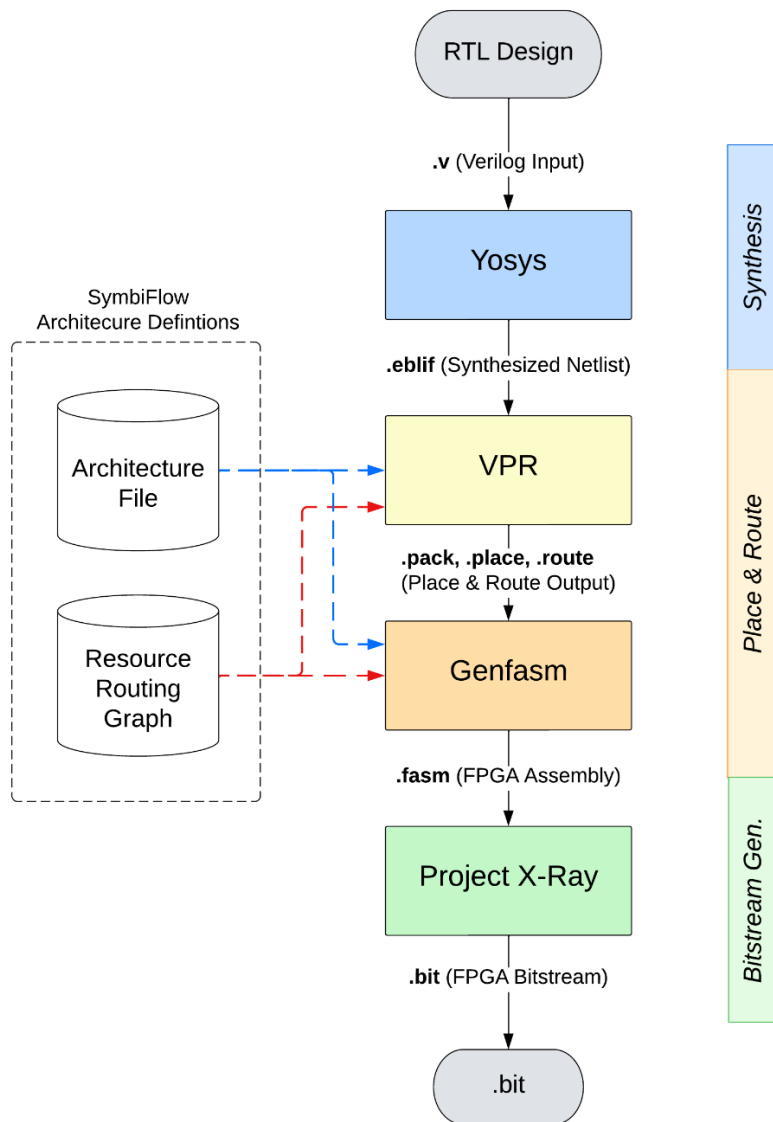 RTL Design
.v (Verilog Input)
Yosys
Synthesis
SymbiFlow
Architecure Defintions
.eblif (Synthesized Netlist)
Architecture
File
VPR
.pack, .place, .route
(Place & Route Output)
Place & Route
Resource
Routing
Graph
Genfasm
.fasm (FPGA Assembly)
Project X-Ray
Bitstream Gen.
.bit (FPGA Bitstream)
.bit